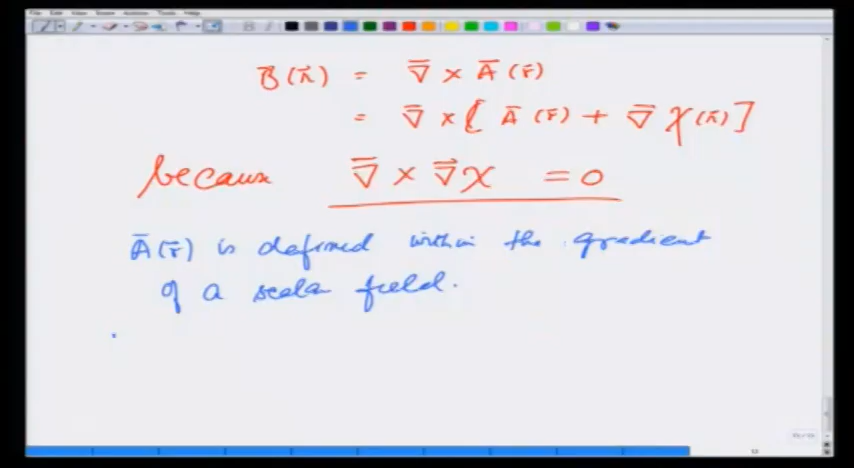 B⃗(r⃗) = ∇̄ × Ā(r̄)
= ∇̄ × [ Ā(r̄) + ∇̄ χ(r⃗) ]
because ∇̄ × ∇⃗χ = 0
Ā(r̄) is defined within the gradient
of a scalar field.